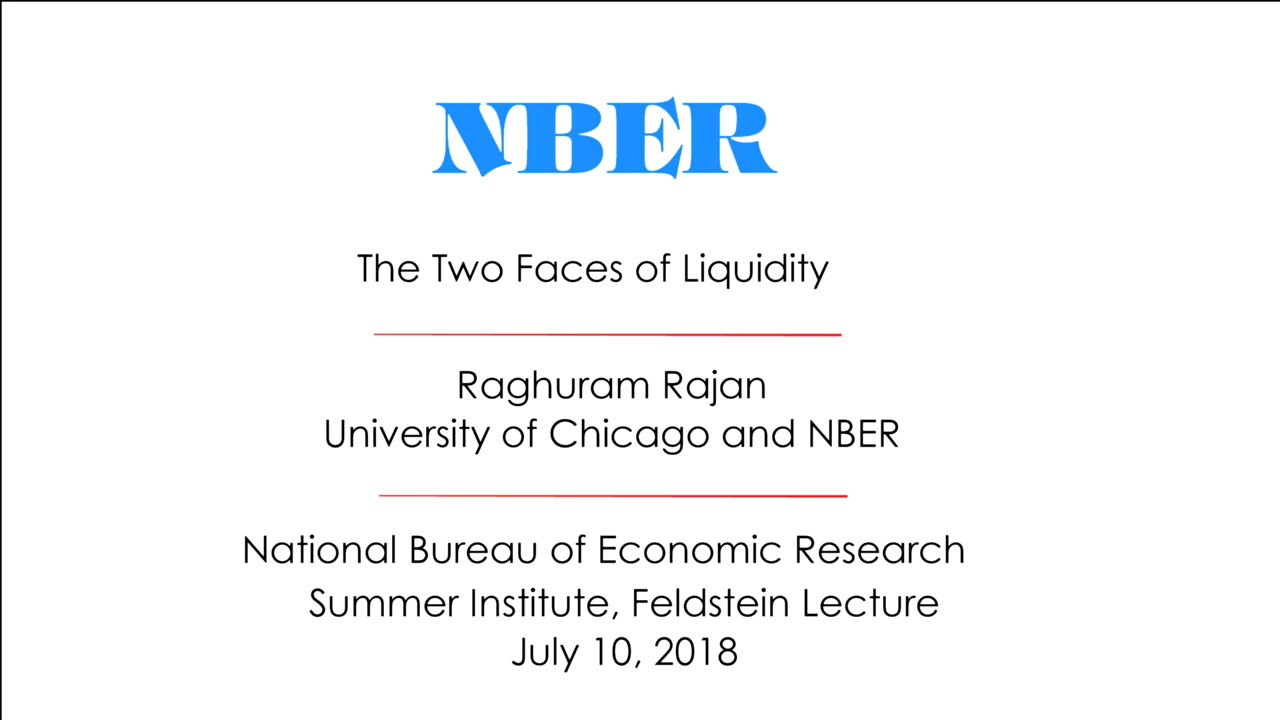 NBER
The Two Faces of Liquidity
Raghuram Rajan
University of Chicago and NBER
National Bureau of Economic Research
Summer Institute, Feldstein Lecture
July 10, 2018